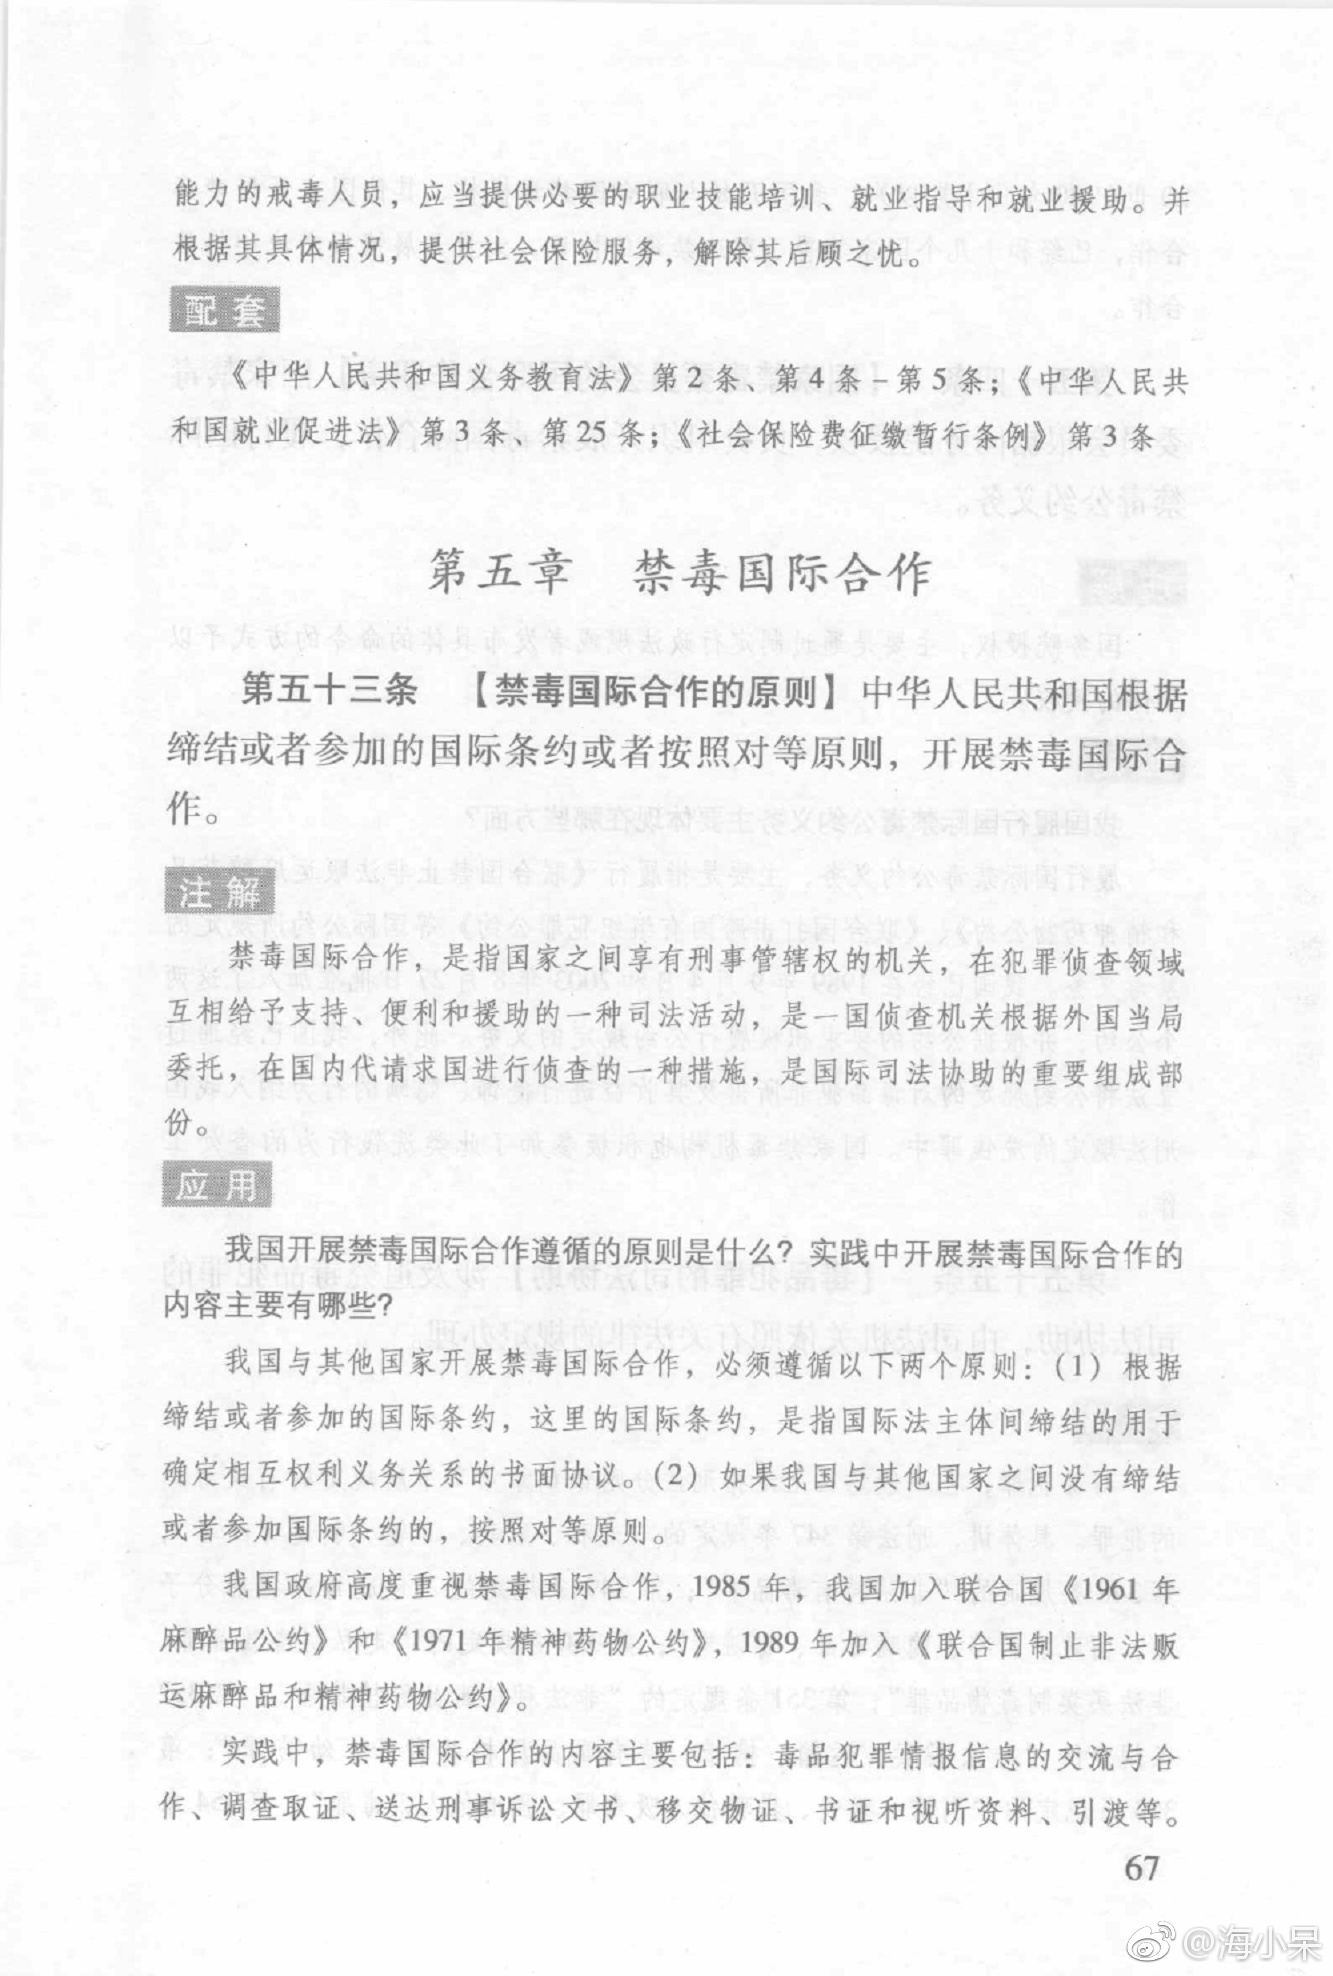 能力的戒毒人员，应当提供必要的职业技能培训、就业指导和就业援助。并
根据其具体情况，提供社会保险服务，解除其后顾之忧。
配套
《中华人民共和国义务教育法》第2条、第4条－第5条；《中华人民共
和国就业促进法》第3条、第25条；《社会保险费征缴暂行条例》第3条
第五章　禁毒国际合作
第五十三条　【禁毒国际合作的原则】中华人民共和国根据
缔结或者参加的国际条约或者按照对等原则，开展禁毒国际合
作。
注解
禁毒国际合作，是指国家之间享有刑事管辖权的机关，在犯罪侦查领域
互相给予支持、便利和援助的一种司法活动，是一国侦查机关根据外国当局
委托，在国内代请求国进行侦查的一种措施，是国际司法协助的重要组成部
份。
应用
我国开展禁毒国际合作遵循的原则是什么？实践中开展禁毒国际合作的
内容主要有哪些？
我国与其他国家开展禁毒国际合作，必须遵循以下两个原则：（1）根据
缔结或者参加的国际条约，这里的国际条约，是指国际法主体间缔结的用于
确定相互权利义务关系的书面协议。（2）如果我国与其他国家之间没有缔结
或者参加国际条约的，按照对等原则。
我国政府高度重视禁毒国际合作，1985年，我国加入联合国《1961年
麻醉品公约》和《1971年精神药物公约》，1989年加入《联合国制止非法贩
运麻醉品和精神药物公约》。
实践中，禁毒国际合作的内容主要包括：毒品犯罪情报信息的交流与合
作、调查取证、送达刑事诉讼文书、移交物证、书证和视听资料、引渡等。
67
@海小呆